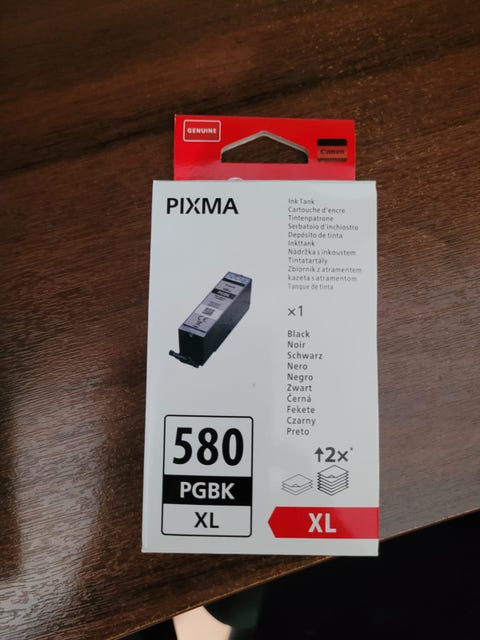 GENUINE
Canon
PIXMA
Ink Tank
Cartouche d'encre
Tintenpatrone
Serbatoio d'inchiostro
Depósito de tinta
Inkttank
Nádržka s inkoustem
Tintatartály
Zbiornik z atramentem
kazeta s atramentom
Tanque de tinta
x1
Black
Noir
Schwarz
Nero
Negro
Zwart
Černá
Fekete
Czarny
Preto
580
PGBK
XL
↑2x*
XL